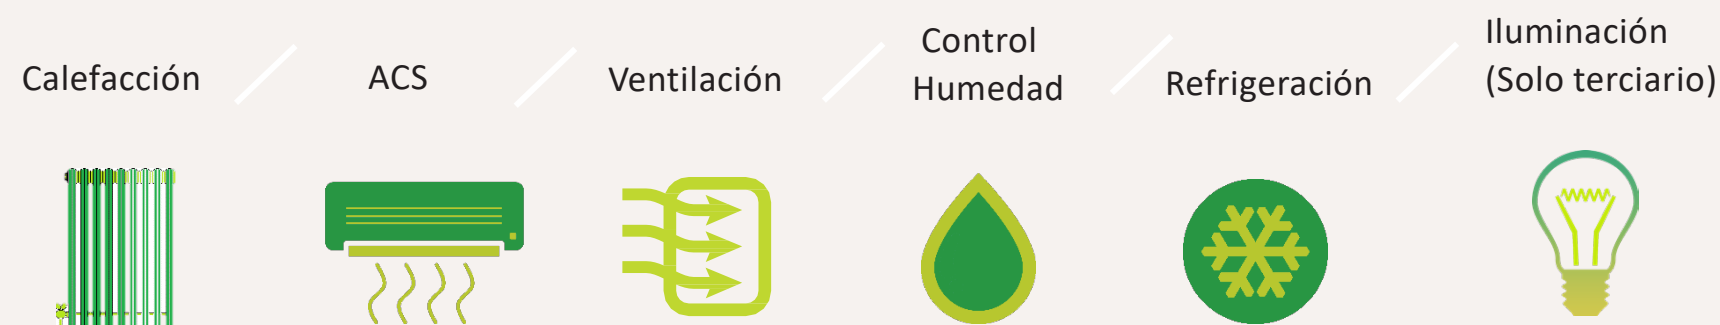 Calefacción
ACS
Ventilación
Control
Humedad
Refrigeración
Iluminación
(Solo terciario)